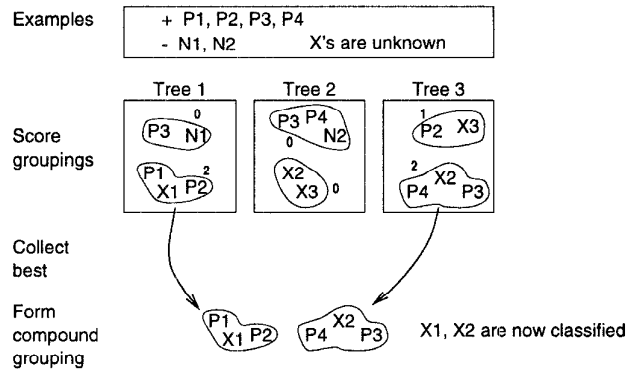 Examples
+ P1, P2, P3, P4
- N1, N2 X's are unknown
Tree 1 Tree 2 Tree 3
Score
groupings
0
P3 N1
P1
X1 P2
2
P3 P4
N2
0
X2
X3
0
1
P2 X3
2
P4 X2 P3
Collect
best
Form
compound
grouping
P1
X1 P2
P4 X2 P3
X1, X2 are now classified